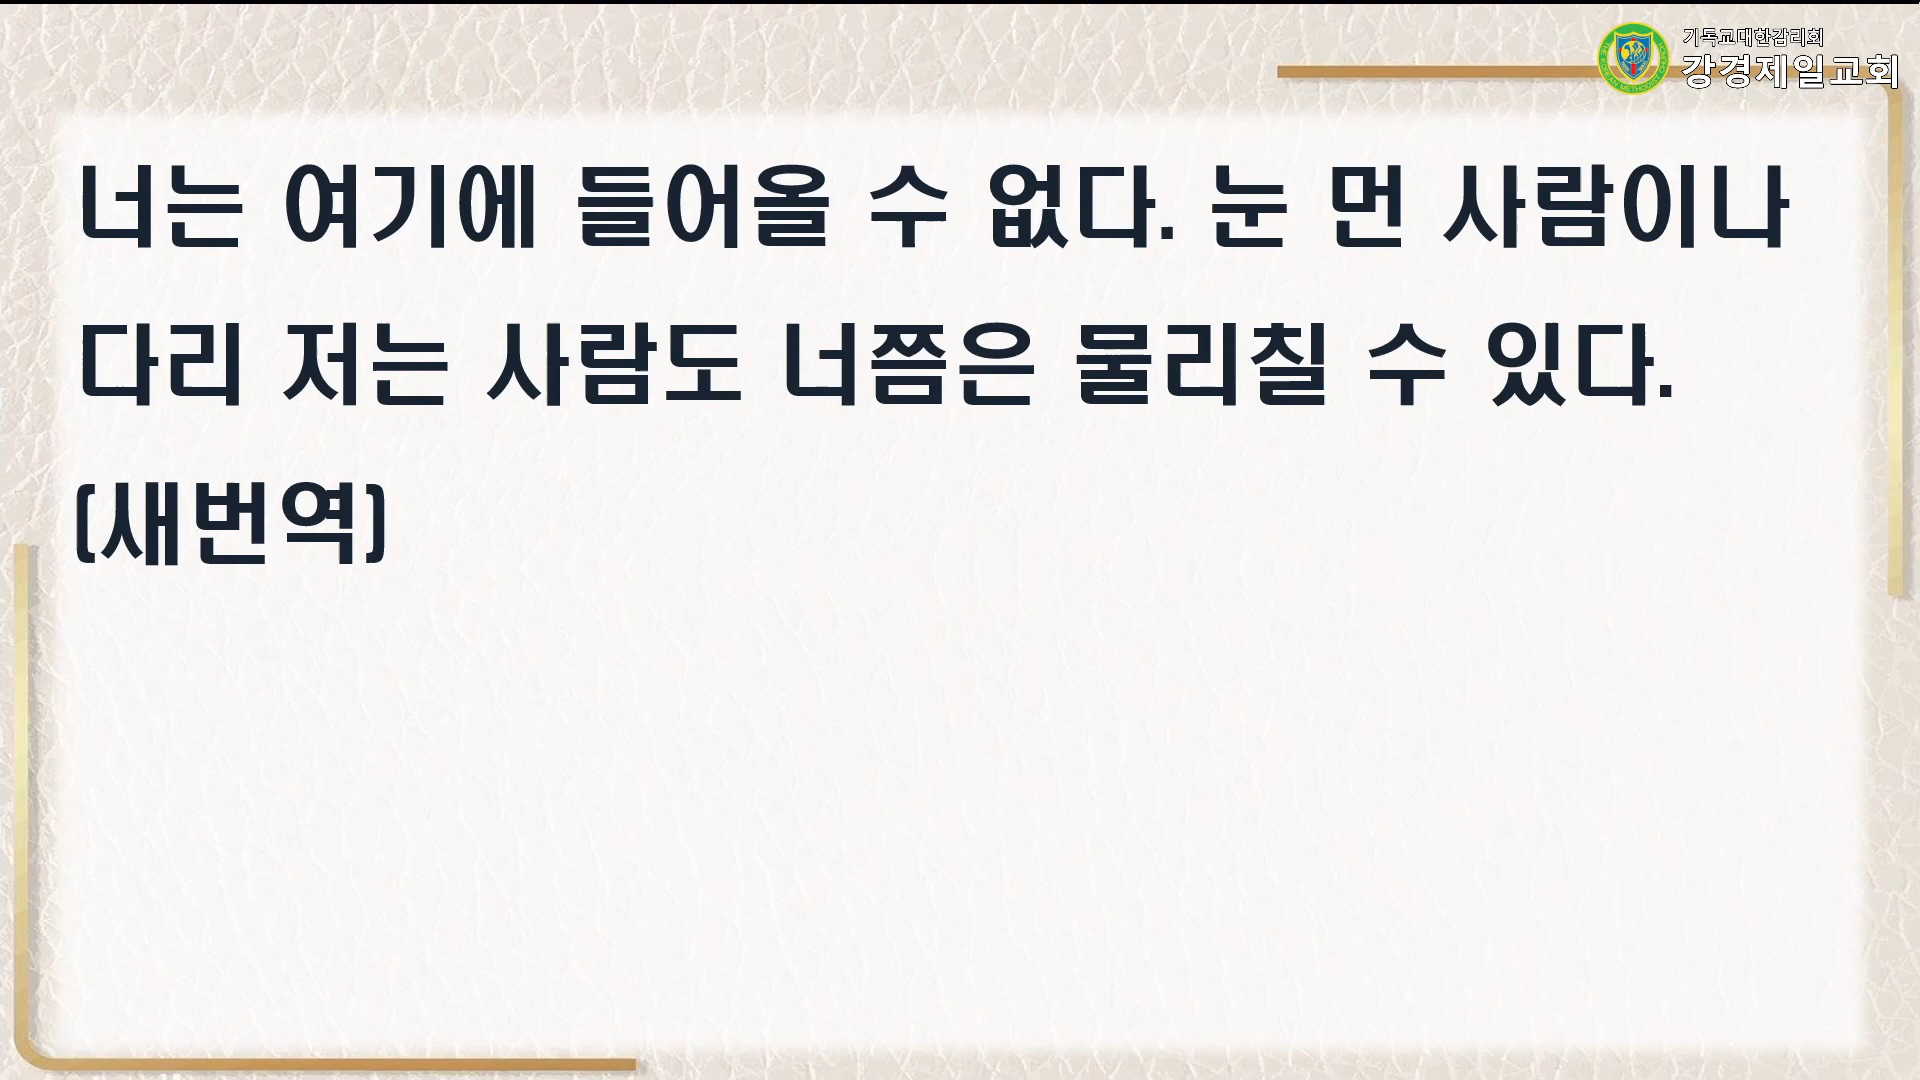 기독교대한감리회
강경제일교회
너는 여기에 들어올 수 없다. 눈 먼 사람이나
다리 저는 사람도 너쯤은 물리칠 수 있다.
(새번역)